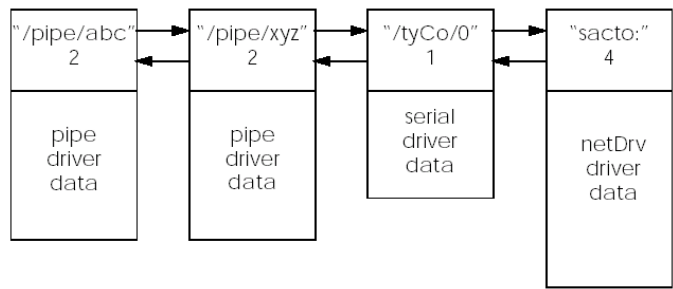 "/pipe/abc"
2
pipe
driver
data
"/pipe/xyz"
2
pipe
driver
data
"/tyCo/0"
1
serial
driver
data
"sacto:"
4
netDrv
driver
data